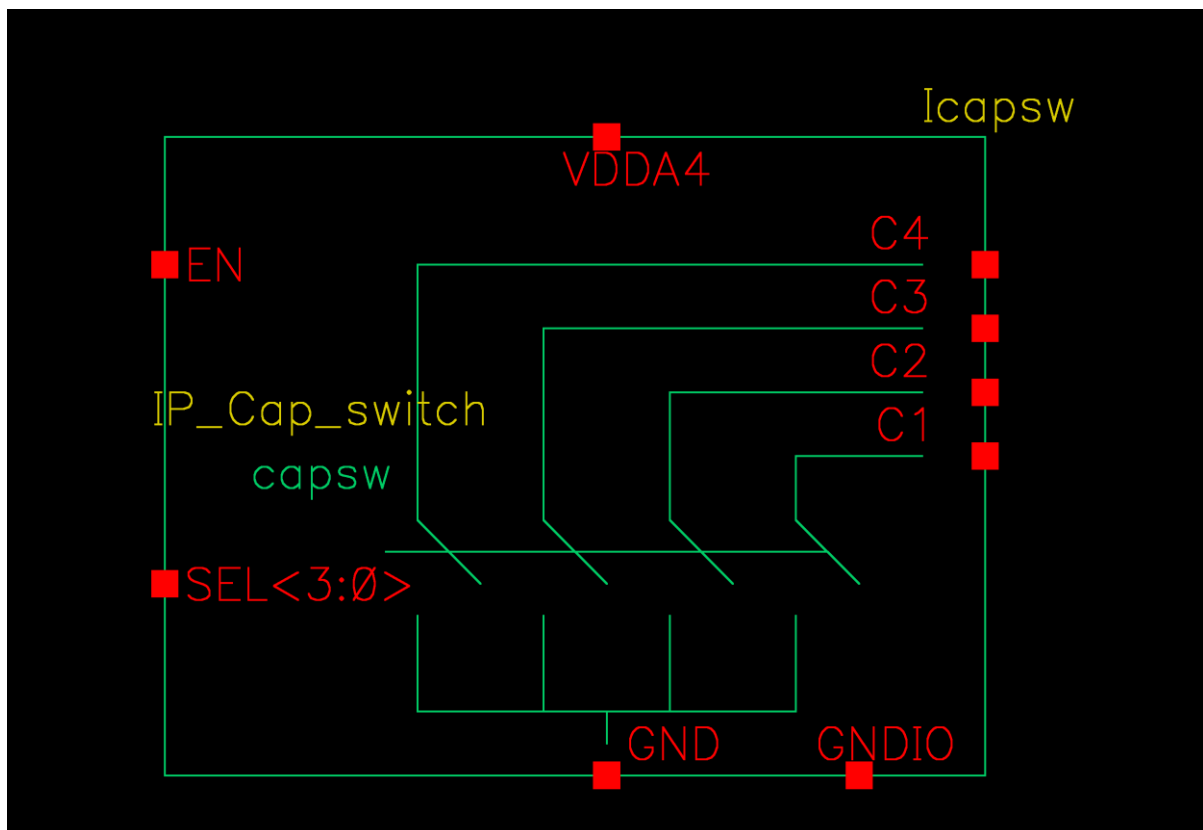 Icapsw
VDDA4
C4
EN
C3
C2
IP_Cap_switch
C1
capsw
SEL<3:0>
GND
GNDIO